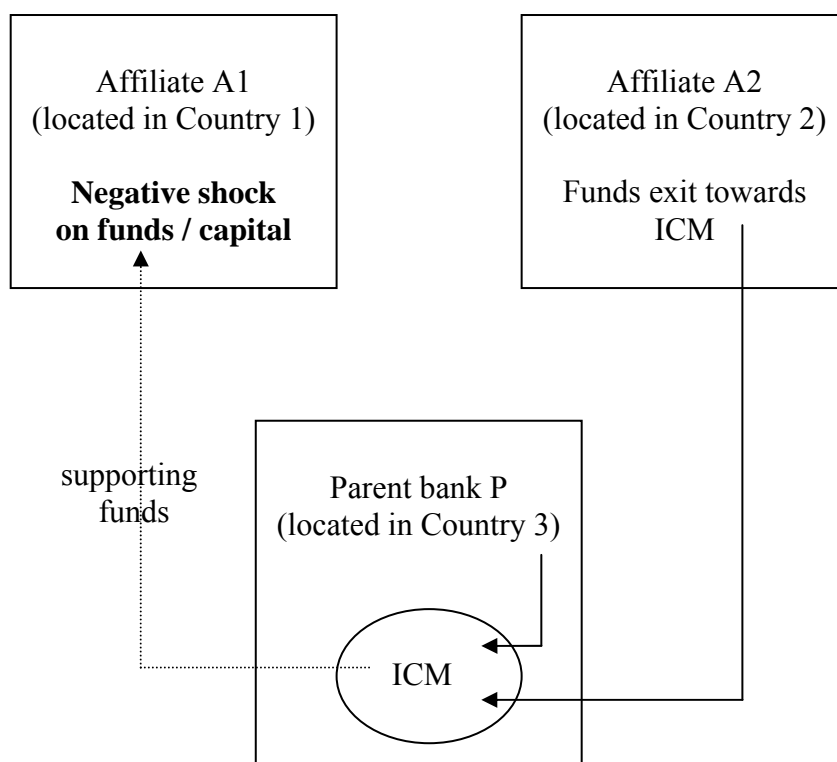 Affiliate A1
(located in Country 1)
Negative shock
on funds / capital
Affiliate A2
(located in Country 2)
Funds exit towards
ICM
supporting
funds
Parent bank P
(located in Country 3)
ICM